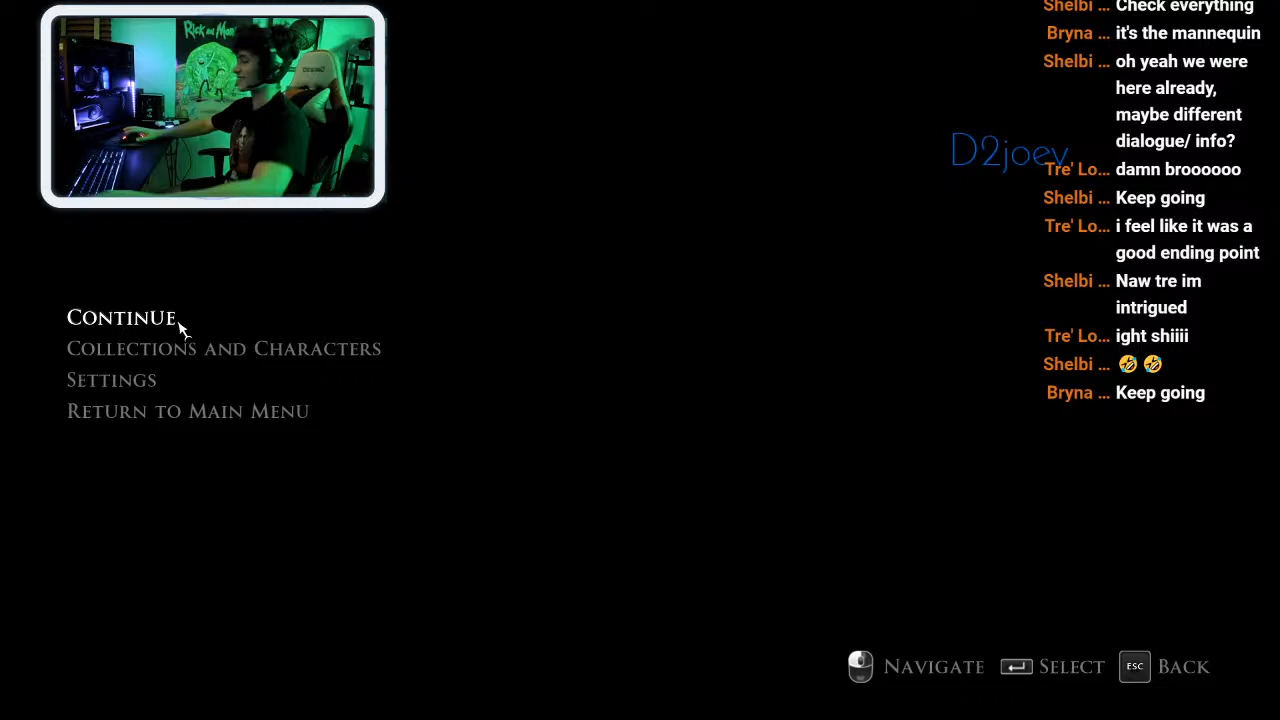 Rick and Mor
Shelbi ... Check everything
Bryna ... it's the mannequin
Shelbi ... oh yeah we were
here already,
maybe different
dialogue/ info?
D2joey
Tre' Lo... damn broooooo
Shelbi ... Keep going
Tre' Lo... i feel like it was a
good ending point
Shelbi ... Naw tre im
intrigued
Tre' Lo... ight shiiii
Shelbi ... 🤣 🤣
Bryna ... Keep going
Continue
Collections and Characters
Settings
Return to Main Menu
Navigate Select ESC Back